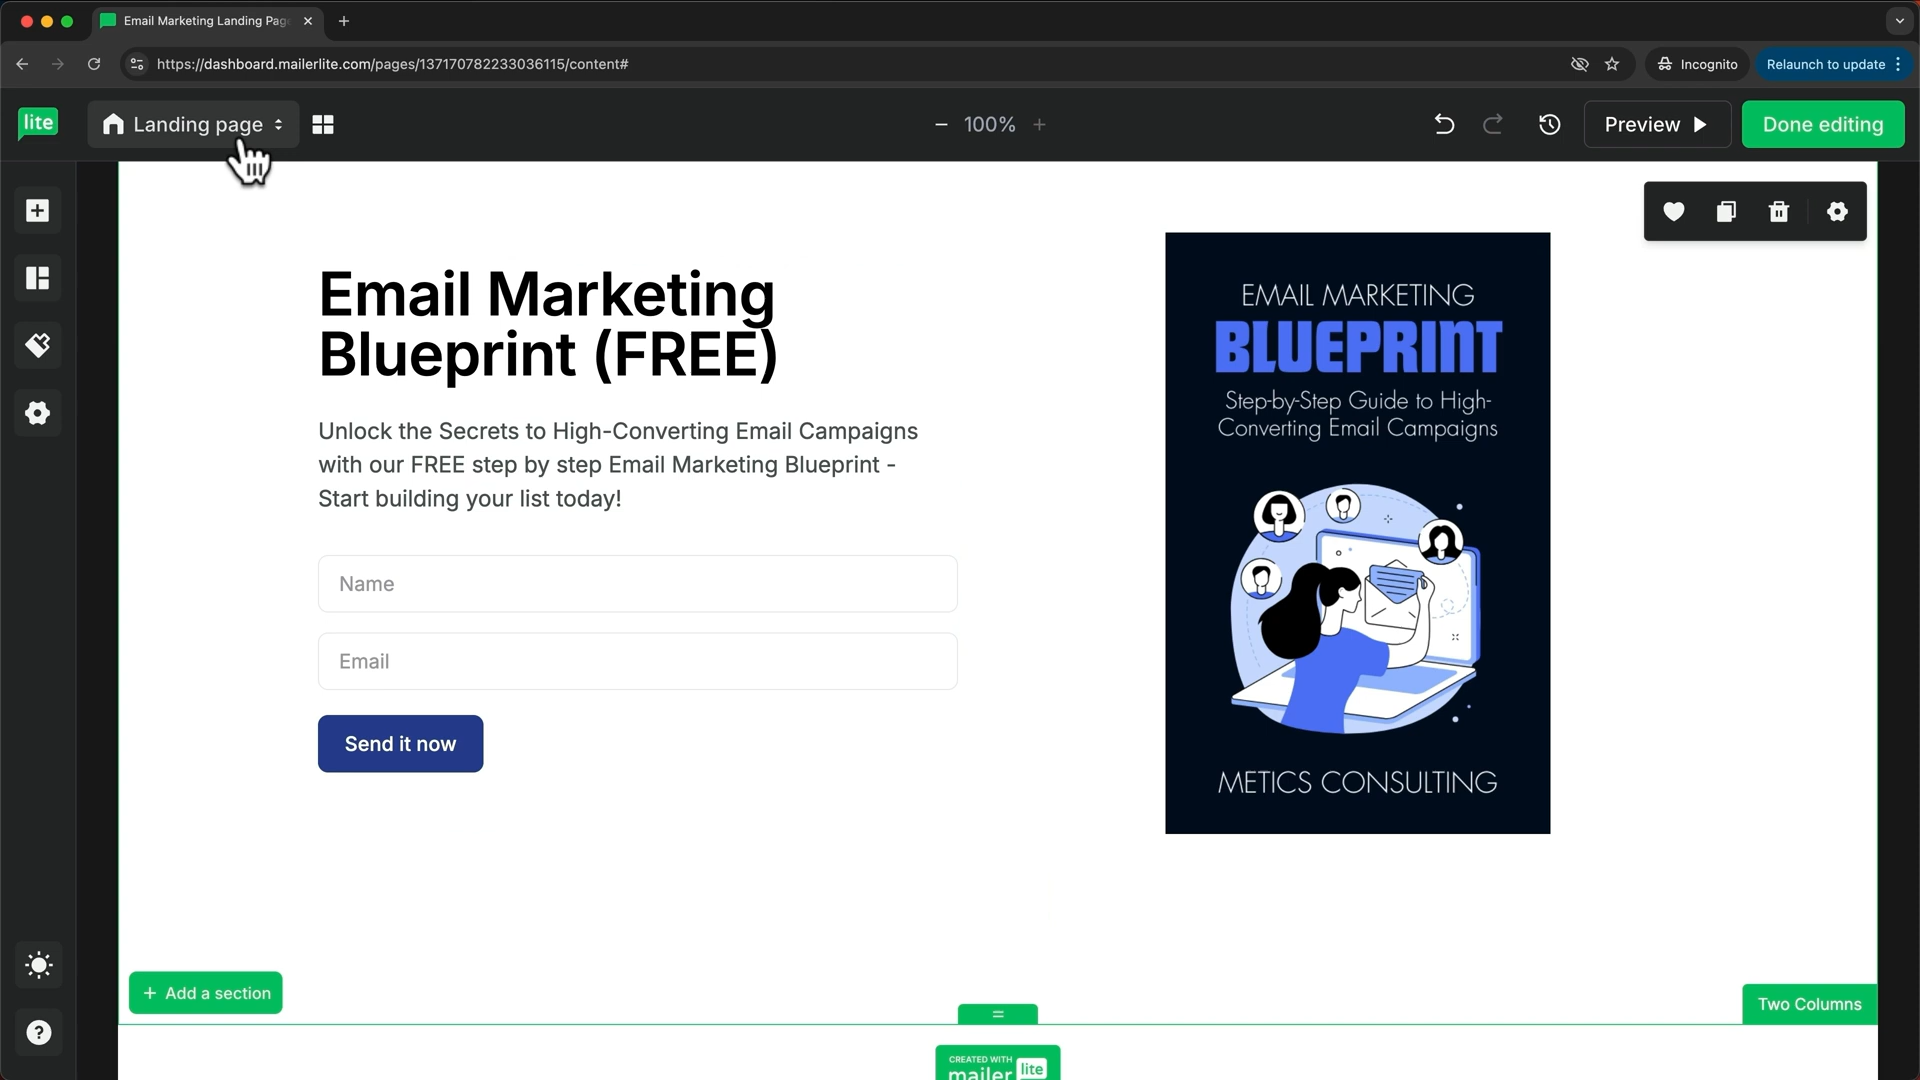 Email Marketing Landing Pag
https://dashboard.mailerlite.com/pages/137170782233036115/content#
Incognito
Relaunch to update
lite
Landing page
100%
Preview
Done editing
Email Marketing
Blueprint (FREE)
Unlock the Secrets to High-Converting Email Campaigns
with our FREE step by step Email Marketing Blueprint -
Start building your list today!
Name
Email
Send it now
EMAIL MARKETING
BLUEPRINT
Step-by-Step Guide to High-
Converting Email Campaigns
METICS CONSULTING
+ Add a section
Two Columns
CREATED WITH
mailer lite